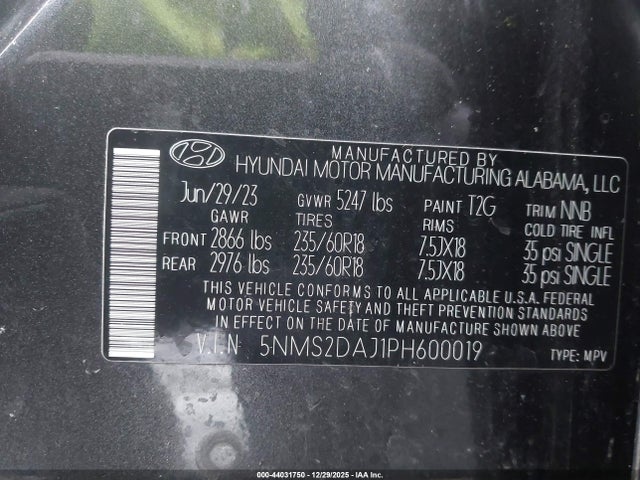 MANUFACTURED BY
HYUNDAI MOTOR MANUFACTURING ALABAMA, LLC
Jun/29/23 GVWR 5247 lbs PAINT T2G TRIM NNB
GAWR TIRES RIMS COLD TIRE INFL
FRONT 2866 lbs 235/60R18 7.5JX18 35 psi SINGLE
REAR 2976 lbs 235/60R18 7.5JX18 35 psi SINGLE
THIS VEHICLE CONFORMS TO ALL APPLICABLE U.S.A. FEDERAL
MOTOR VEHICLE SAFETY AND THEFT PREVENTION STANDARDS
IN EFFECT ON THE DATE OF MANUFACTURE SHOWN ABOVE.
V.I.N 5NMS2DAJ1PH600019 TYPE: MPV
000-44031750 - 12/29/2025 - IAA Inc.